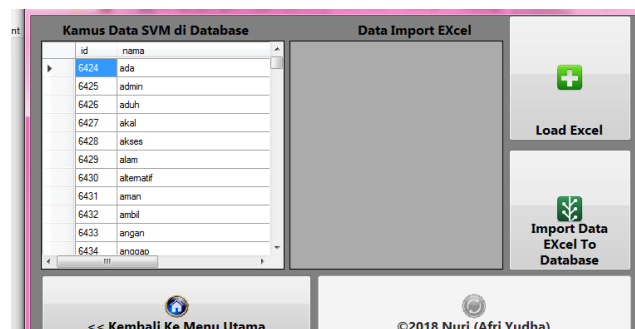 nt
Kamus Data SVM di Database
Data Import EXcel
id nama
6424 ada
6425 admin
6426 aduh
6427 akal
6428 akses
6429 alam
6430 alternatif
6431 aman
6432 ambil
6433 angan
6434 anggap
Load Excel
Import Data
EXcel To
Database
<< Kembali Ke Menu Utama
©2018 Nuri (Afri Yudha)